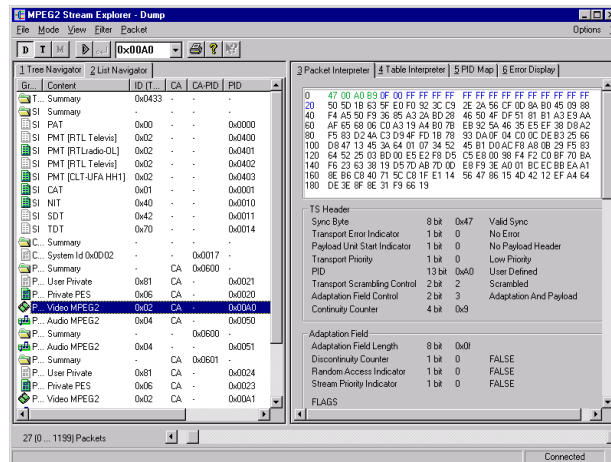 MPEG2 Stream Explorer - Dump
File Mode View Filter Packet Options
D T M 0x00A0
1 Tree Navigator 2 List Navigator
Gr... Content ID (T... CA CA-PID PID
T... Summary 0x0433 - - -
SI Summary - - - -
SI PAT 0x00 - - 0x0000
SI PMT [RTL Televis] 0x02 - - 0x0400
SI PMT [RTLradio-OL] 0x02 - - 0x0401
SI PMT [RTL Televis] 0x02 - - 0x0402
SI PMT [CLT-UFA HH1] 0x02 - - 0x0403
SI CAT 0x01 - - 0x0001
SI NIT 0x40 - - 0x0010
SI SDT 0x42 - - 0x0011
SI TDT 0x70 - - 0x0014
C... Summary - - - -
C... System Id 0x0D02 - - 0x0017 -
P... Summary - CA 0x0600 -
P... User Private 0x81 CA - 0x0021
P... Private PES 0x06 CA - 0x0020
P... Video MPEG2 0x02 CA - 0x00A0
P... Audio MPEG2 0x04 CA - 0x0050
P... Summary - - 0x0600 -
P... Audio MPEG2 0x04 - - 0x0051
P... Summary - CA 0x0601 -
P... User Private 0x81 CA - 0x0024
P... Private PES 0x06 CA - 0x0023
P... Video MPEG2 0x02 CA - 0x00A1
3 Packet Interpreter 4 Table Interpreter 5 PID Map 6 Error Display
0 47 00 A0 B9 0F 00 FF FF FF FF FF FF FF FF FF FF FF FF FF FF
20 50 5D 1B 63 5F E0 F0 92 3C C9 2E 2A 56 CF 0D 8A B0 45 09 88
40 F4 A5 50 F9 36 85 A3 2A BD 28 46 50 4F DF 51 81 B1 A3 E9 AA
60 AF 65 68 06 C0 A3 19 A4 B0 7B EB 92 5A 46 35 E5 EF 38 D8 A2
80 F5 83 D2 4A C3 D9 4F FD 1B 78 93 DA 0F 04 C0 0C DE B3 25 66
100 D8 47 13 45 3A 64 01 07 34 52 45 B1 D0 AC F8 A8 0B 29 F5 83
120 64 52 25 03 BD 00 E5 E2 F8 D5 C5 E8 00 98 F4 F2 C0 BF 70 BA
140 F6 23 63 38 19 D5 7D AB 7D 0D E8 F9 3E A0 01 BC EC BB EA A1
160 8E B6 C8 40 71 5C C8 1F E1 14 56 47 86 15 4D 42 12 EF A4 64
180 DE 3E 8F 8E 31 F9 66 19
TS Header
Sync Byte 8 bit 0x47 Valid Sync
Transport Error Indicator 1 bit 0 No Error
Payload Unit Start Indicator 1 bit 0 No Payload Header
Transport Priority 1 bit 0 Low Priority
PID 13 bit 0xA0 User Defined
Transport Scrambling Control 2 bit 2 Scrambled
Adaptation Field Control 2 bit 3 Adaptation And Payload
Continuity Counter 4 bit 0x9
Adaptation Field
Adaptation Field Length 8 bit 0x0f
Discontinuity Counter 1 bit 0 FALSE
Random Access Indicator 1 bit 0 FALSE
Stream Priority Indicator 1 bit 0 FALSE
FLAGS
27 (0 ... 1199) Packets
Connected